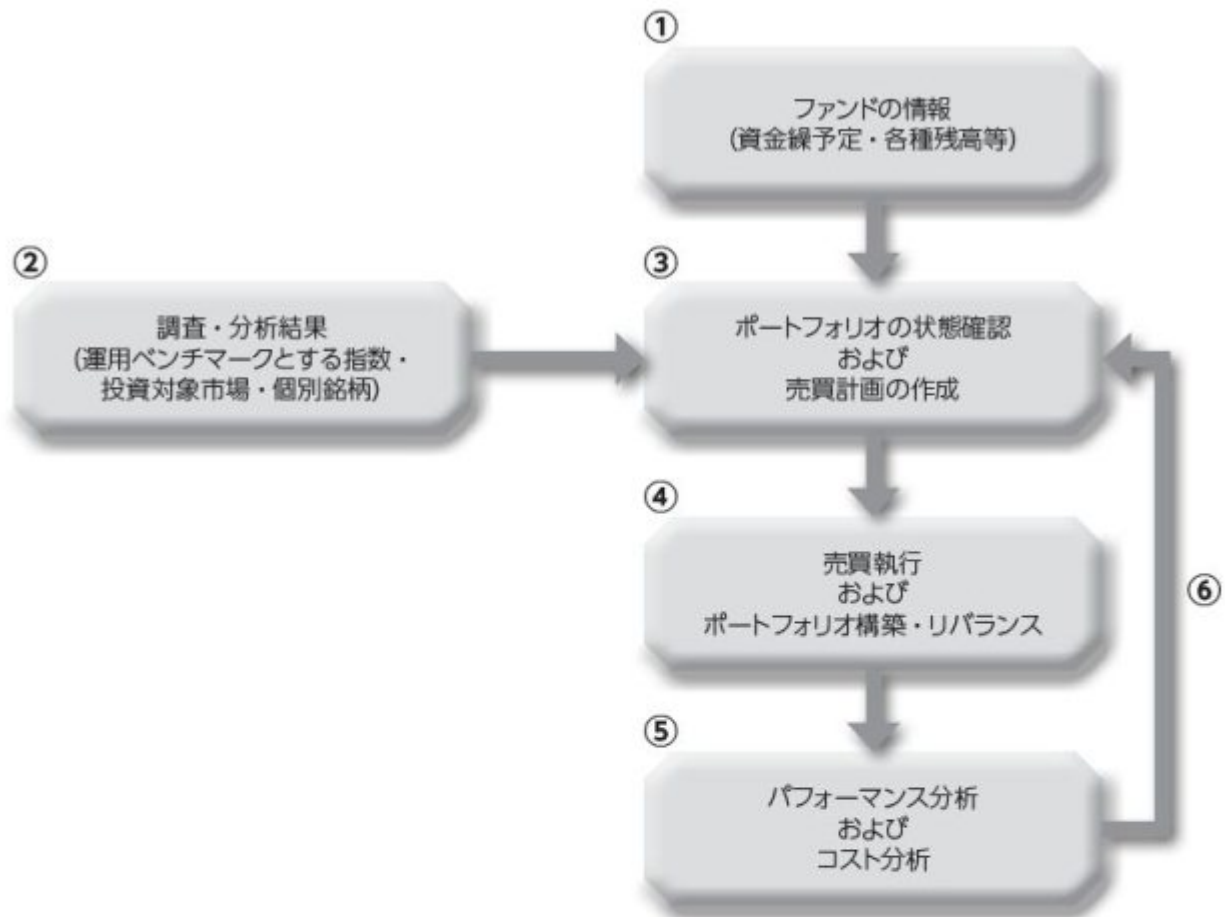 ①
ファンドの情報
(資金繰予定・各種残高等)
②
調査・分析結果
(運用ベンチマークとする指数・
投資対象市場・個別銘柄)
③
ポートフォリオの状態確認
および
売買計画の作成
④
売買執行
および
ポートフォリオ構築・リバランス
⑥
⑤
パフォーマンス分析
および
コスト分析